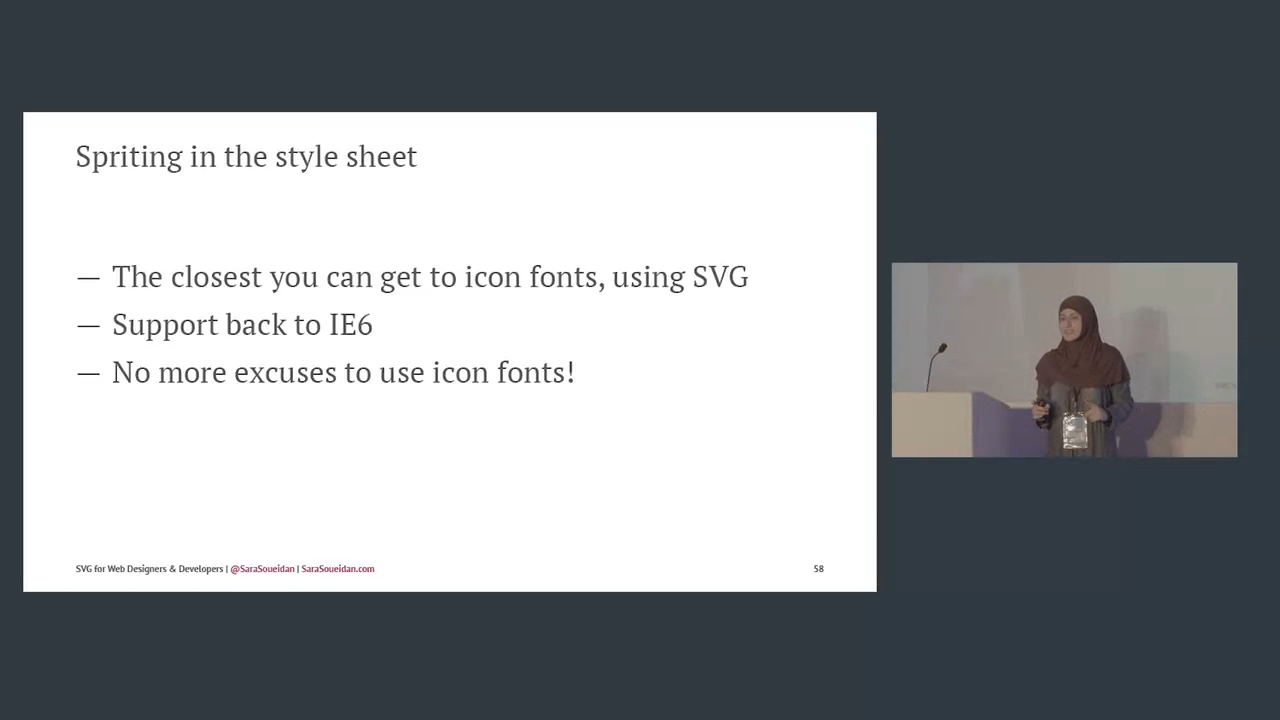 Spriting in the style sheet
— The closest you can get to icon fonts, using SVG
— Support back to IE6
— No more excuses to use icon fonts!
SVG for Web Designers & Developers | @SaraSoueidan | SaraSoueidan.com
58